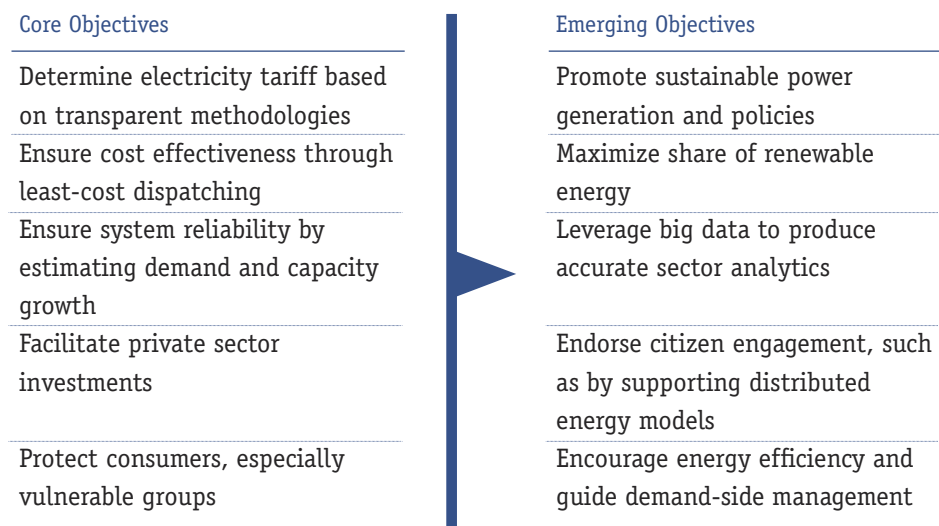 Core Objectives
Determine electricity tariff based
on transparent methodologies
Ensure cost effectiveness through
least-cost dispatching
Ensure system reliability by
estimating demand and capacity
growth
Facilitate private sector
investments
Protect consumers, especially
vulnerable groups
Emerging Objectives
Promote sustainable power
generation and policies
Maximize share of renewable
energy
Leverage big data to produce
accurate sector analytics
Endorse citizen engagement, such
as by supporting distributed
energy models
Encourage energy efficiency and
guide demand-side management